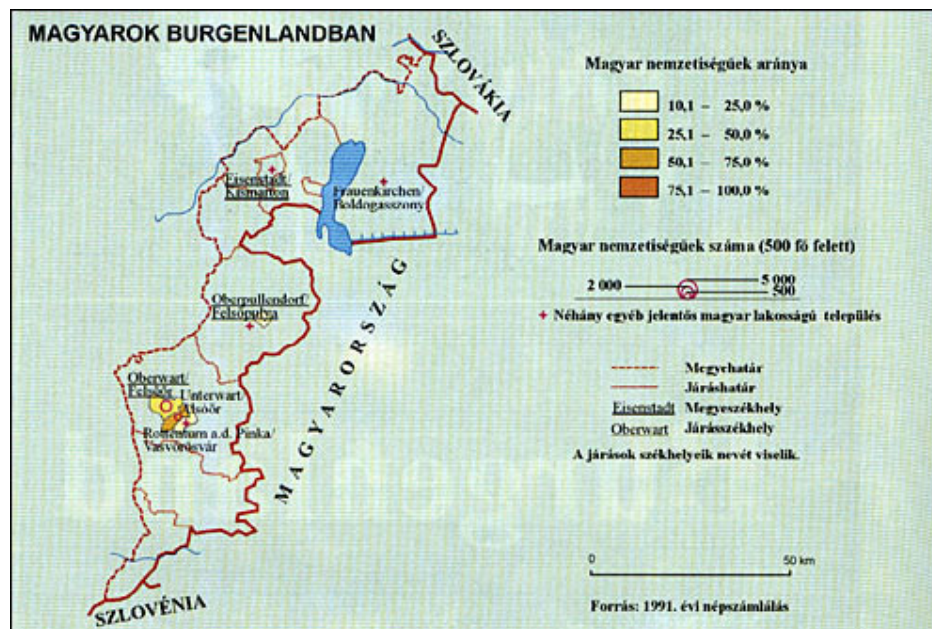 MAGYAROK BURGENLANDBAN
SZLOVÁKIA
Eisenstadt/
Kismarton
Frauenkirchen/
Boldogasszony
Oberpullendorf/
Felsőpulya
MAGYARORSZÁG
Oberwart/
Felsőőr
Unterwart/
Alsóőr
Rottenturm a.d. Pinka/
Vasvörösvár
SZLOVÉNIA
Magyar nemzetiségűek aránya
10,1 – 25,0 %
25,1 – 50,0 %
50,1 – 75,0 %
75,1 – 100,0 %
Magyar nemzetiségűek száma (500 fő felett)
2 000
5 000
500
+ Néhány egyéb jelentős magyar lakosságú település
Megyehatár
Járáshatár
Eisenstadt Megyeszékhely
Oberwart Járásszékhely
A járások székhelyeik nevét viselik.
0 50 km
Forrás: 1991. évi népszámlálás